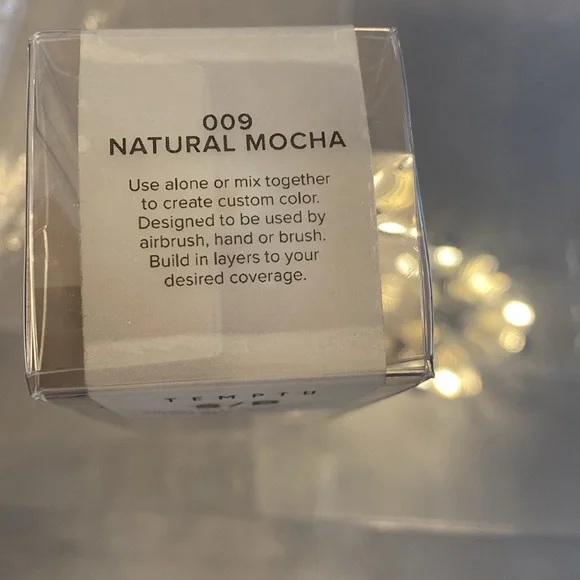 009
NATURAL MOCHA
Use alone or mix together
to create custom color.
Designed to be used by
airbrush, hand or brush.
Build in layers to your
desired coverage.
TEMPTU
S/B